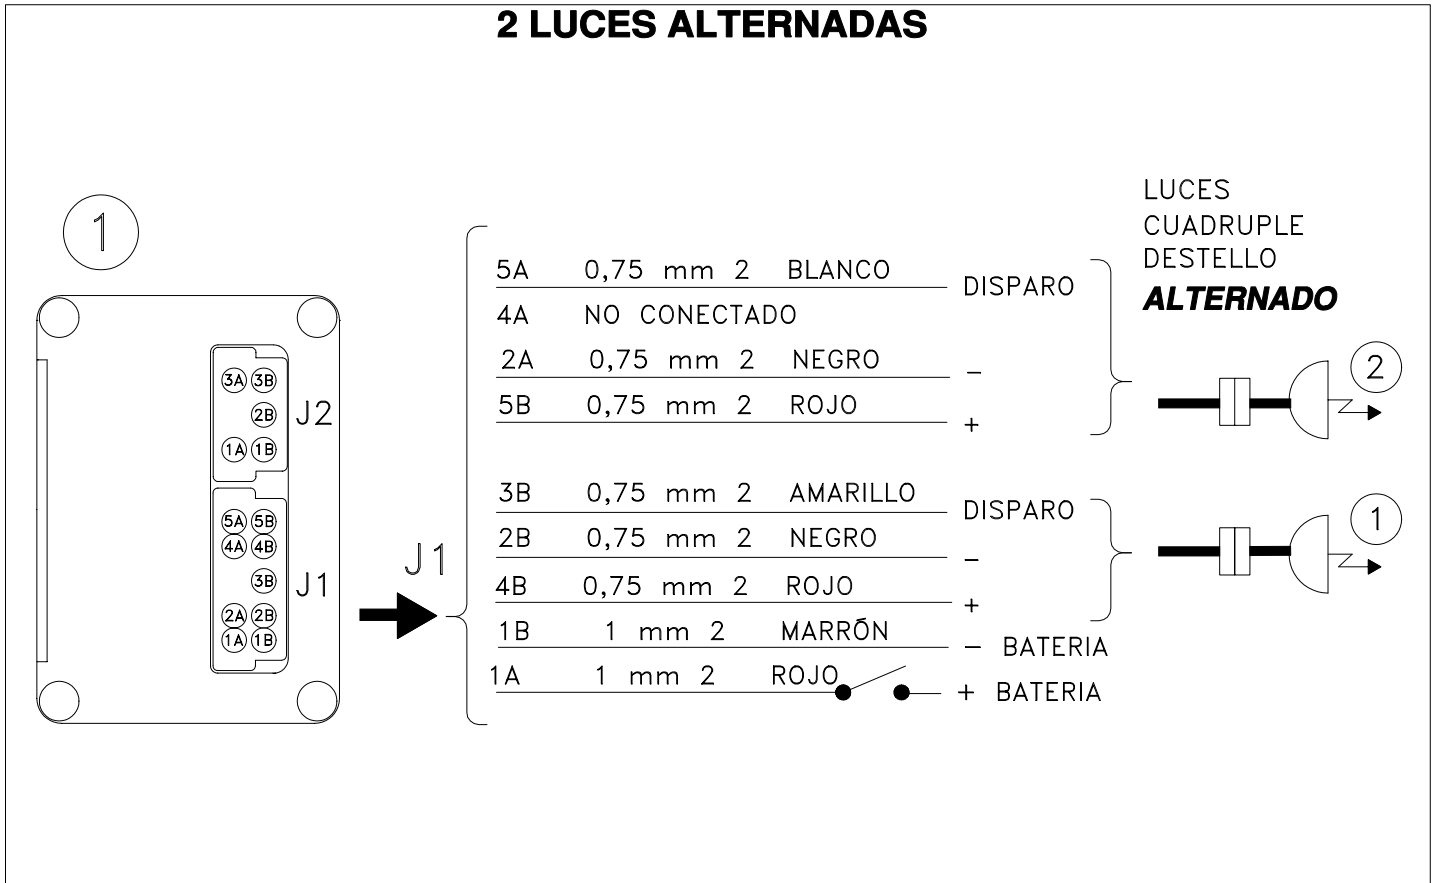 2 LUCES ALTERNADAS
1
3A 3B
2B
1A 1B
J2
5A 5B
4A 4B
3B
2A 2B
1A 1B
J1
J1
5A 0,75 mm 2 BLANCO DISPARO
4A NO CONECTADO
2A 0,75 mm 2 NEGRO −
5B 0,75 mm 2 ROJO +
3B 0,75 mm 2 AMARILLO DISPARO
2B 0,75 mm 2 NEGRO −
4B 0,75 mm 2 ROJO +
1B 1 mm 2 MARRÓN − BATERIA
1A 1 mm 2 ROJO + BATERIA
LUCES
CUADRUPLE
DESTELLO
ALTERNADO
2
1